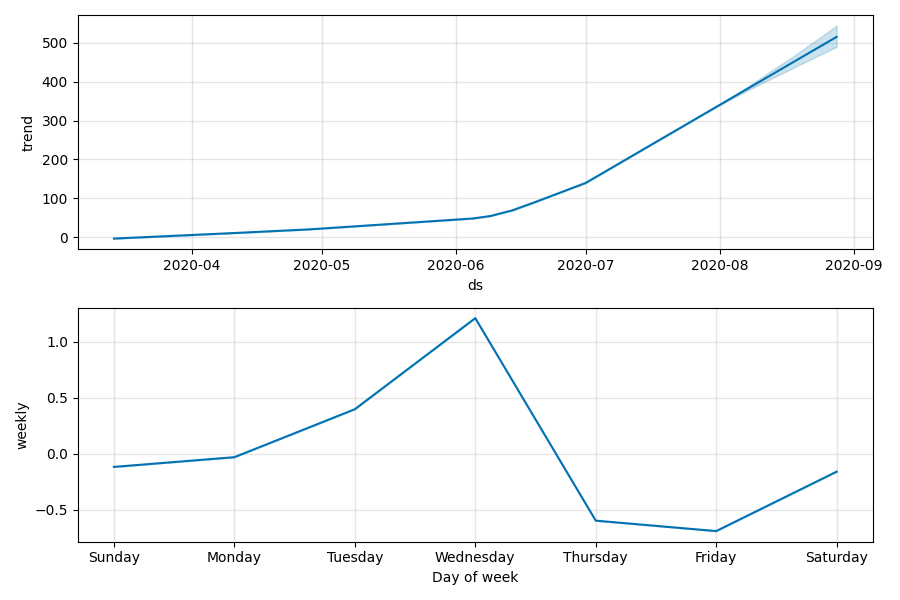 500
400
300
200
100
0
trend
2020-04 2020-05 2020-06 2020-07 2020-08 2020-09
ds
1.0
0.5
0.0
−0.5
weekly
Sunday Monday Tuesday Wednesday Thursday Friday Saturday
Day of week